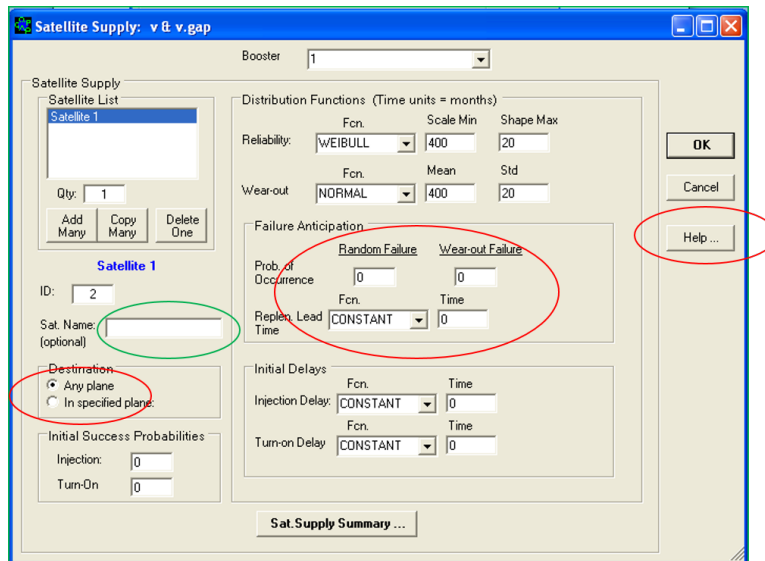 Satellite Supply: v & v.gap
Booster 1
Satellite Supply
Satellite List
Satellite 1
Qty: 1
Add Many
Copy Many
Delete One
Satellite 1
ID: 2
Sat. Name:
(optional)
Destination
Any plane
In specified plane:
Initial Success Probabilities
Injection: 0
Turn-On 0
Distribution Functions (Time units = months)
Fcn. Scale Min Shape Max
Reliability: WEIBULL 400 20
Fcn. Mean Std
Wear-out NORMAL 400 20
Failure Anticipation
Random Failure Wear-out Failure
Prob. of
Occurrence 0 0
Fcn. Time
Replen. Lead CONSTANT 0
Time
Initial Delays
Fcn. Time
Injection Delay: CONSTANT 0
Fcn. Time
Turn-on Delay CONSTANT 0
Sat.Supply Summary ...
OK
Cancel
Help ...